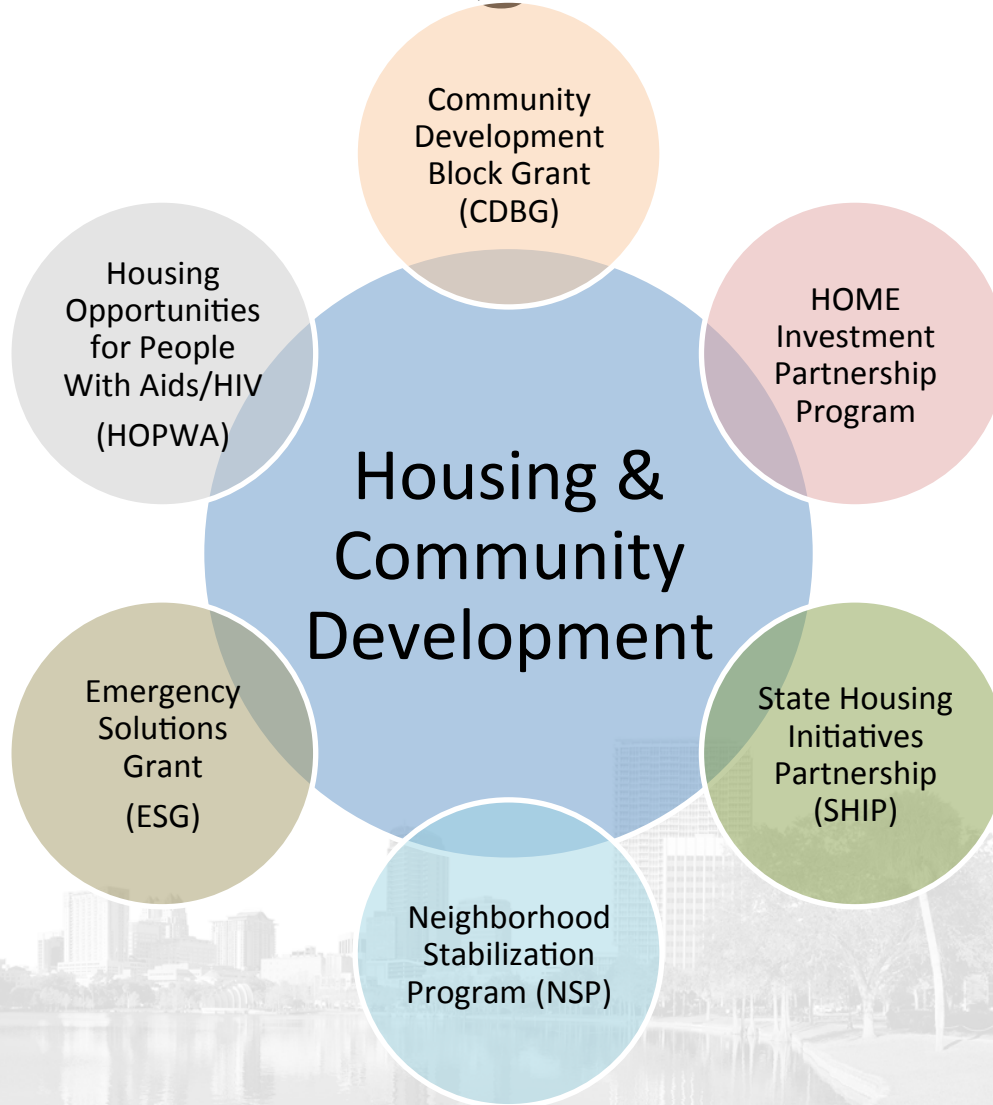 Community
Development
Block Grant
(CDBG)
Housing
Opportunities
for People
With Aids/HIV
(HOPWA)
HOME
Investment
Partnership
Program
Housing &
Community
Development
Emergency
Solutions
Grant
(ESG)
State Housing
Initiatives
Partnership
(SHIP)
Neighborhood
Stabilization
Program (NSP)